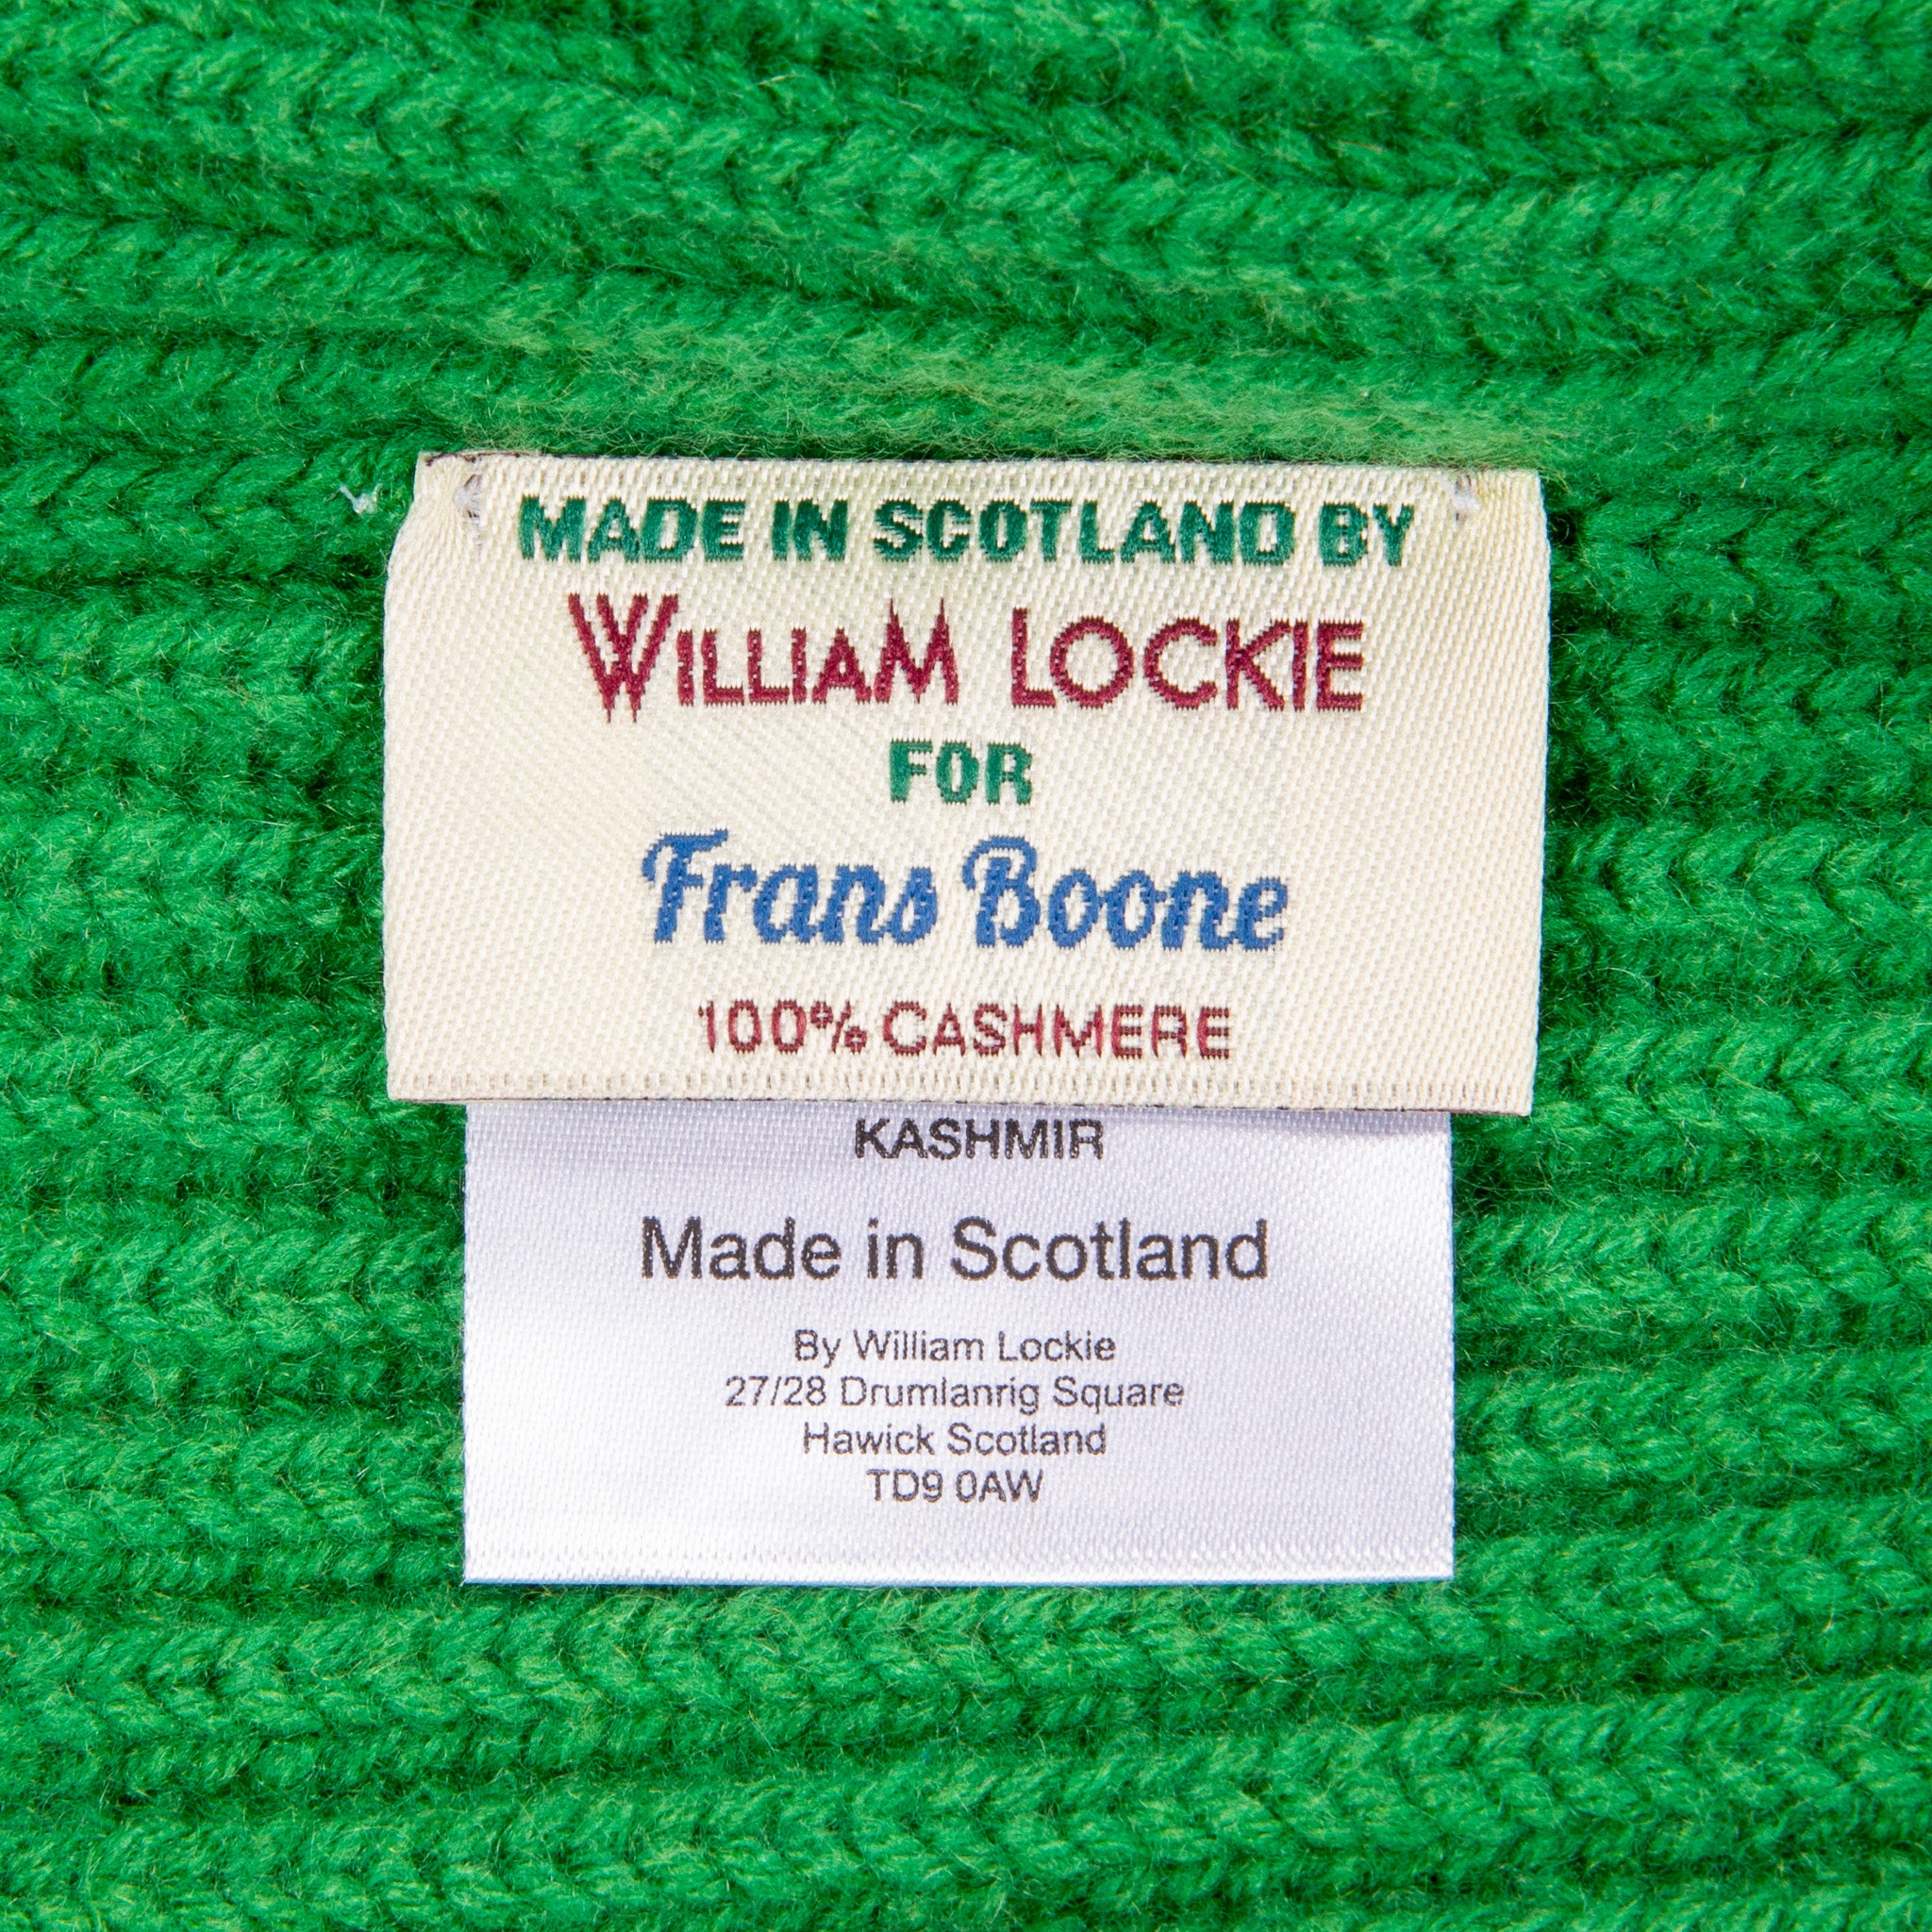 MADE IN SCOTLAND BY
WILLIAM LOCKIE
FOR
Frans Boone
100% CASHMERE
KASHMIR
Made in Scotland
By William Lockie
27/28 Drumlanrig Square
Hawick Scotland
TD9 0AW